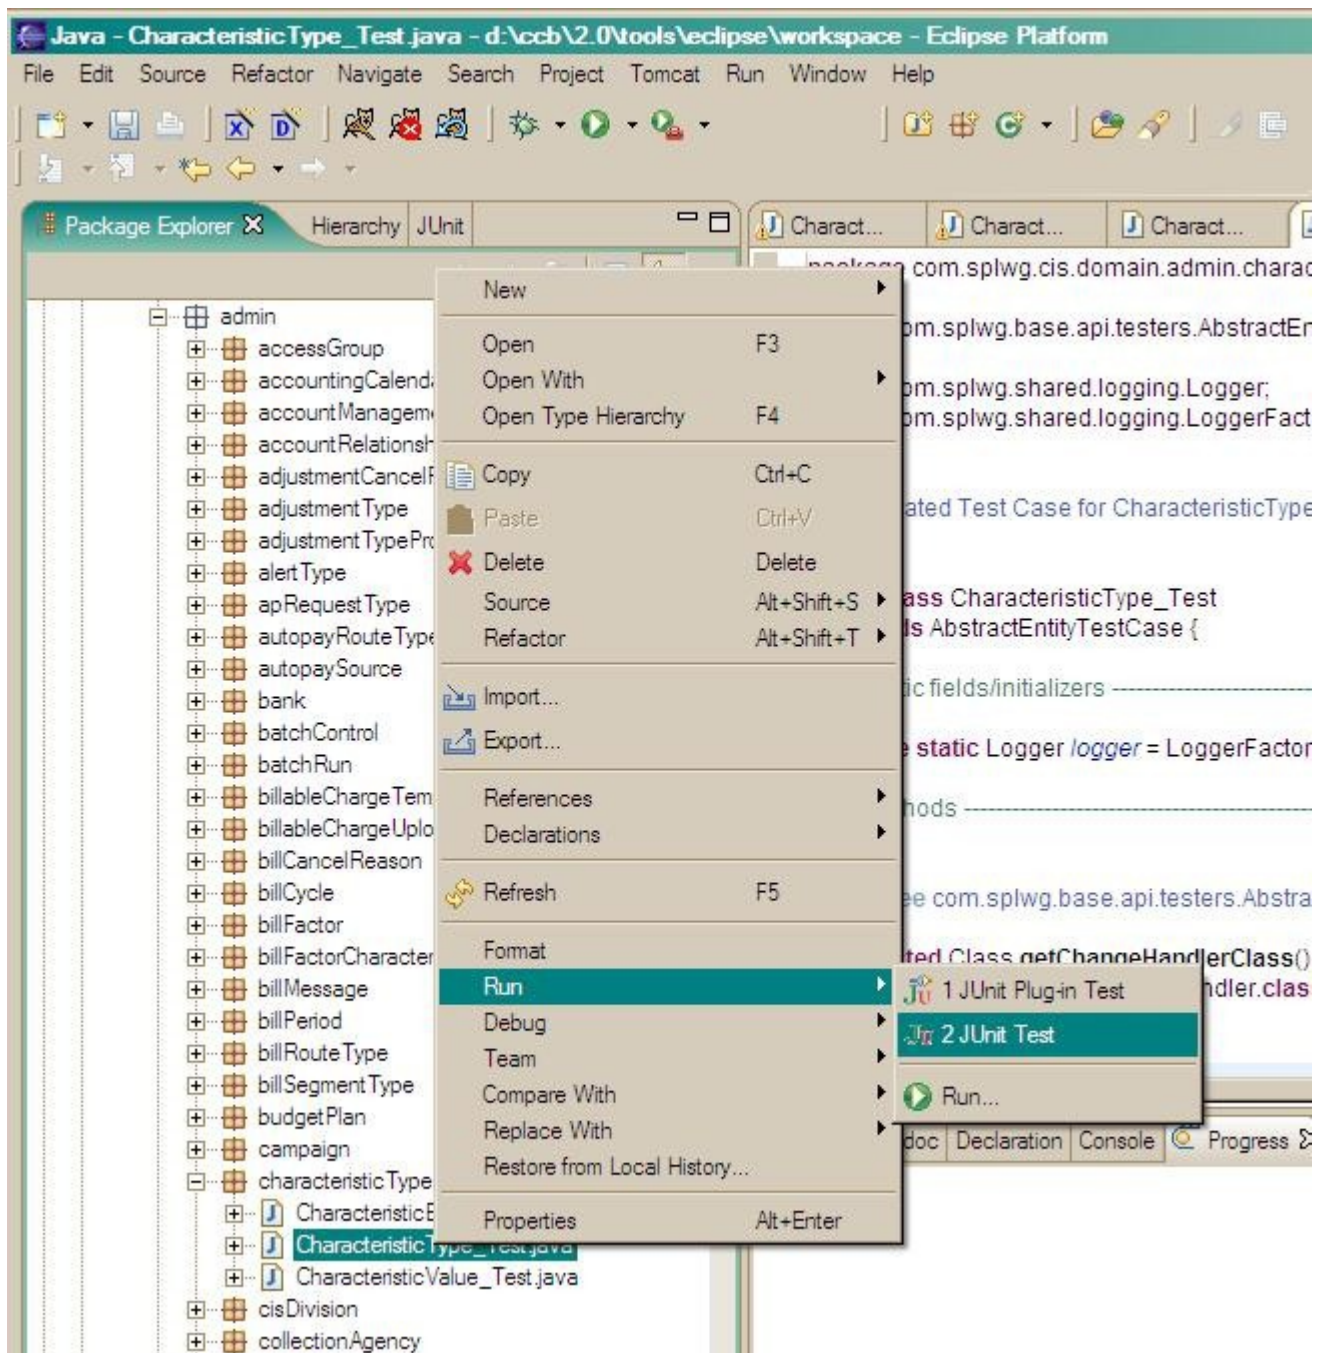 Java - CharacteristicType_Test.java - d:\ccb\2.0\tools\eclipse\workspace - Eclipse Platform
File Edit Source Refactor Navigate Search Project Tomcat Run Window Help
Package Explorer Hierarchy JUnit
Charact... Charact... Charact...
admin
accessGroup
accountingCalend
accountManagem
accountRelationsh
adjustmentCancelF
adjustmentType
adjustmentTypePro
alertType
apRequestType
autopayRouteType
autopaySource
bank
batchControl
batchRun
billableChargeTem
billableChargeUplo
billCancelReason
billCycle
billFactor
billFactorCharacter
billMessage
billPeriod
billRouteType
billSegmentType
budgetPlan
campaign
characteristicType
CharacteristicE
CharacteristicType_Test.java
CharacteristicValue_Test.java
cisDivision
collectionAgency
New
Open F3
Open With
Open Type Hierarchy F4
Copy Ctrl+C
Paste Ctrl+V
Delete Delete
Source Alt+Shift+S
Refactor Alt+Shift+T
Import...
Export...
References
Declarations
Refresh F5
Format
Run
Debug
Team
Compare With
Replace With
Restore from Local History...
Properties Alt+Enter
1 JUnit Plug-in Test
2 JUnit Test
Run...
package com.splwg.cis.domain.admin.charac
om.splwg.base.api.testers.AbstractEn
om.splwg.shared.logging.Logger;
om.splwg.shared.logging.LoggerFact
ated Test Case for CharacteristicType
ass CharacteristicType_Test
ds AbstractEntityTestCase {
ic fields/initializers
e static Logger logger = LoggerFactor
hods
ee com.splwg.base.api.testers.Abstra
ted Class getChangeHandlerClass()
ndler.clas
doc Declaration Console Progress